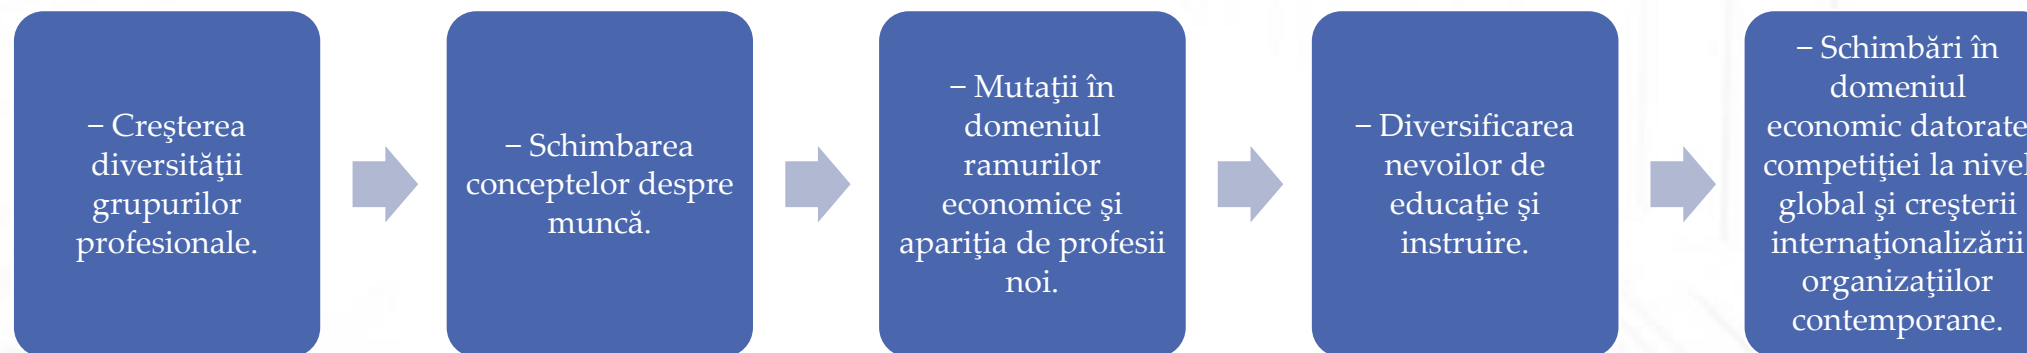 − Creşterea
diversităţii
grupurilor
profesionale.
− Schimbarea
conceptelor despre
muncă.
− Mutaţii în
domeniul
ramurilor
economice şi
apariţia de profesii
noi.
− Diversificarea
nevoilor de
educaţie şi
instruire.
− Schimbări în
domeniul
economic datorate
competiţiei la nivel
global şi creşterii
internaţionalizării
organizaţiilor
contemporane.